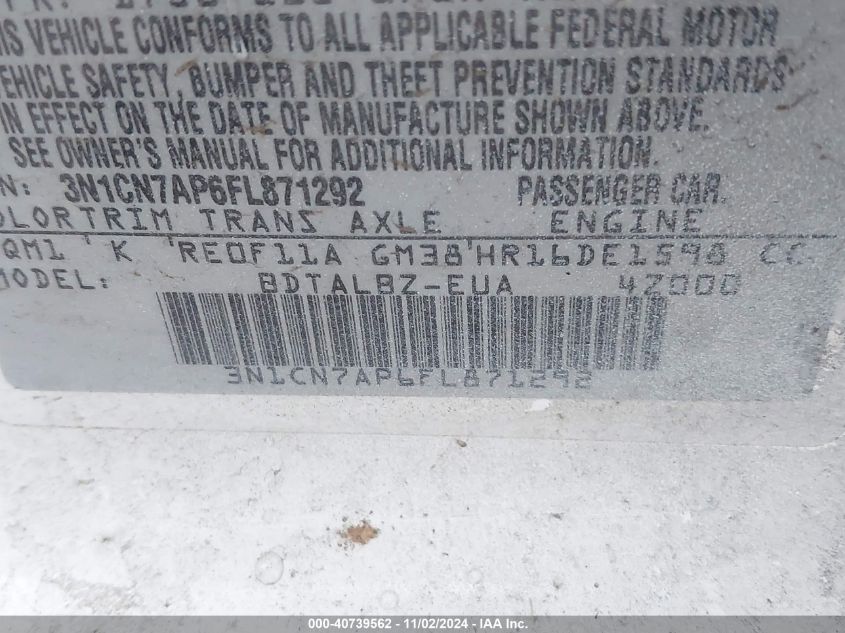 HIS VEHICLE CONFORMS TO ALL APPLICABLE FEDERAL MOTOR
VEHICLE SAFETY, BUMPER AND THEFT PREVENTION STANDARDS
IN EFFECT ON THE DATE OF MANUFACTURE SHOWN ABOVE.
SEE OWNER'S MANUAL FOR ADDITIONAL INFORMATION.
N: 3N1CN7AP6FL871292 PASSENGER CAR.
OLORTRIM TRANS AXLE ENGINE
QM1 'K 'RE0F11A GM38'HR16DE1598 CC
MODEL: BDTALBZ-EUA 4Z000
3N1CN7AP6FL871292
000-40739562 - 11/02/2024 - IAA Inc.